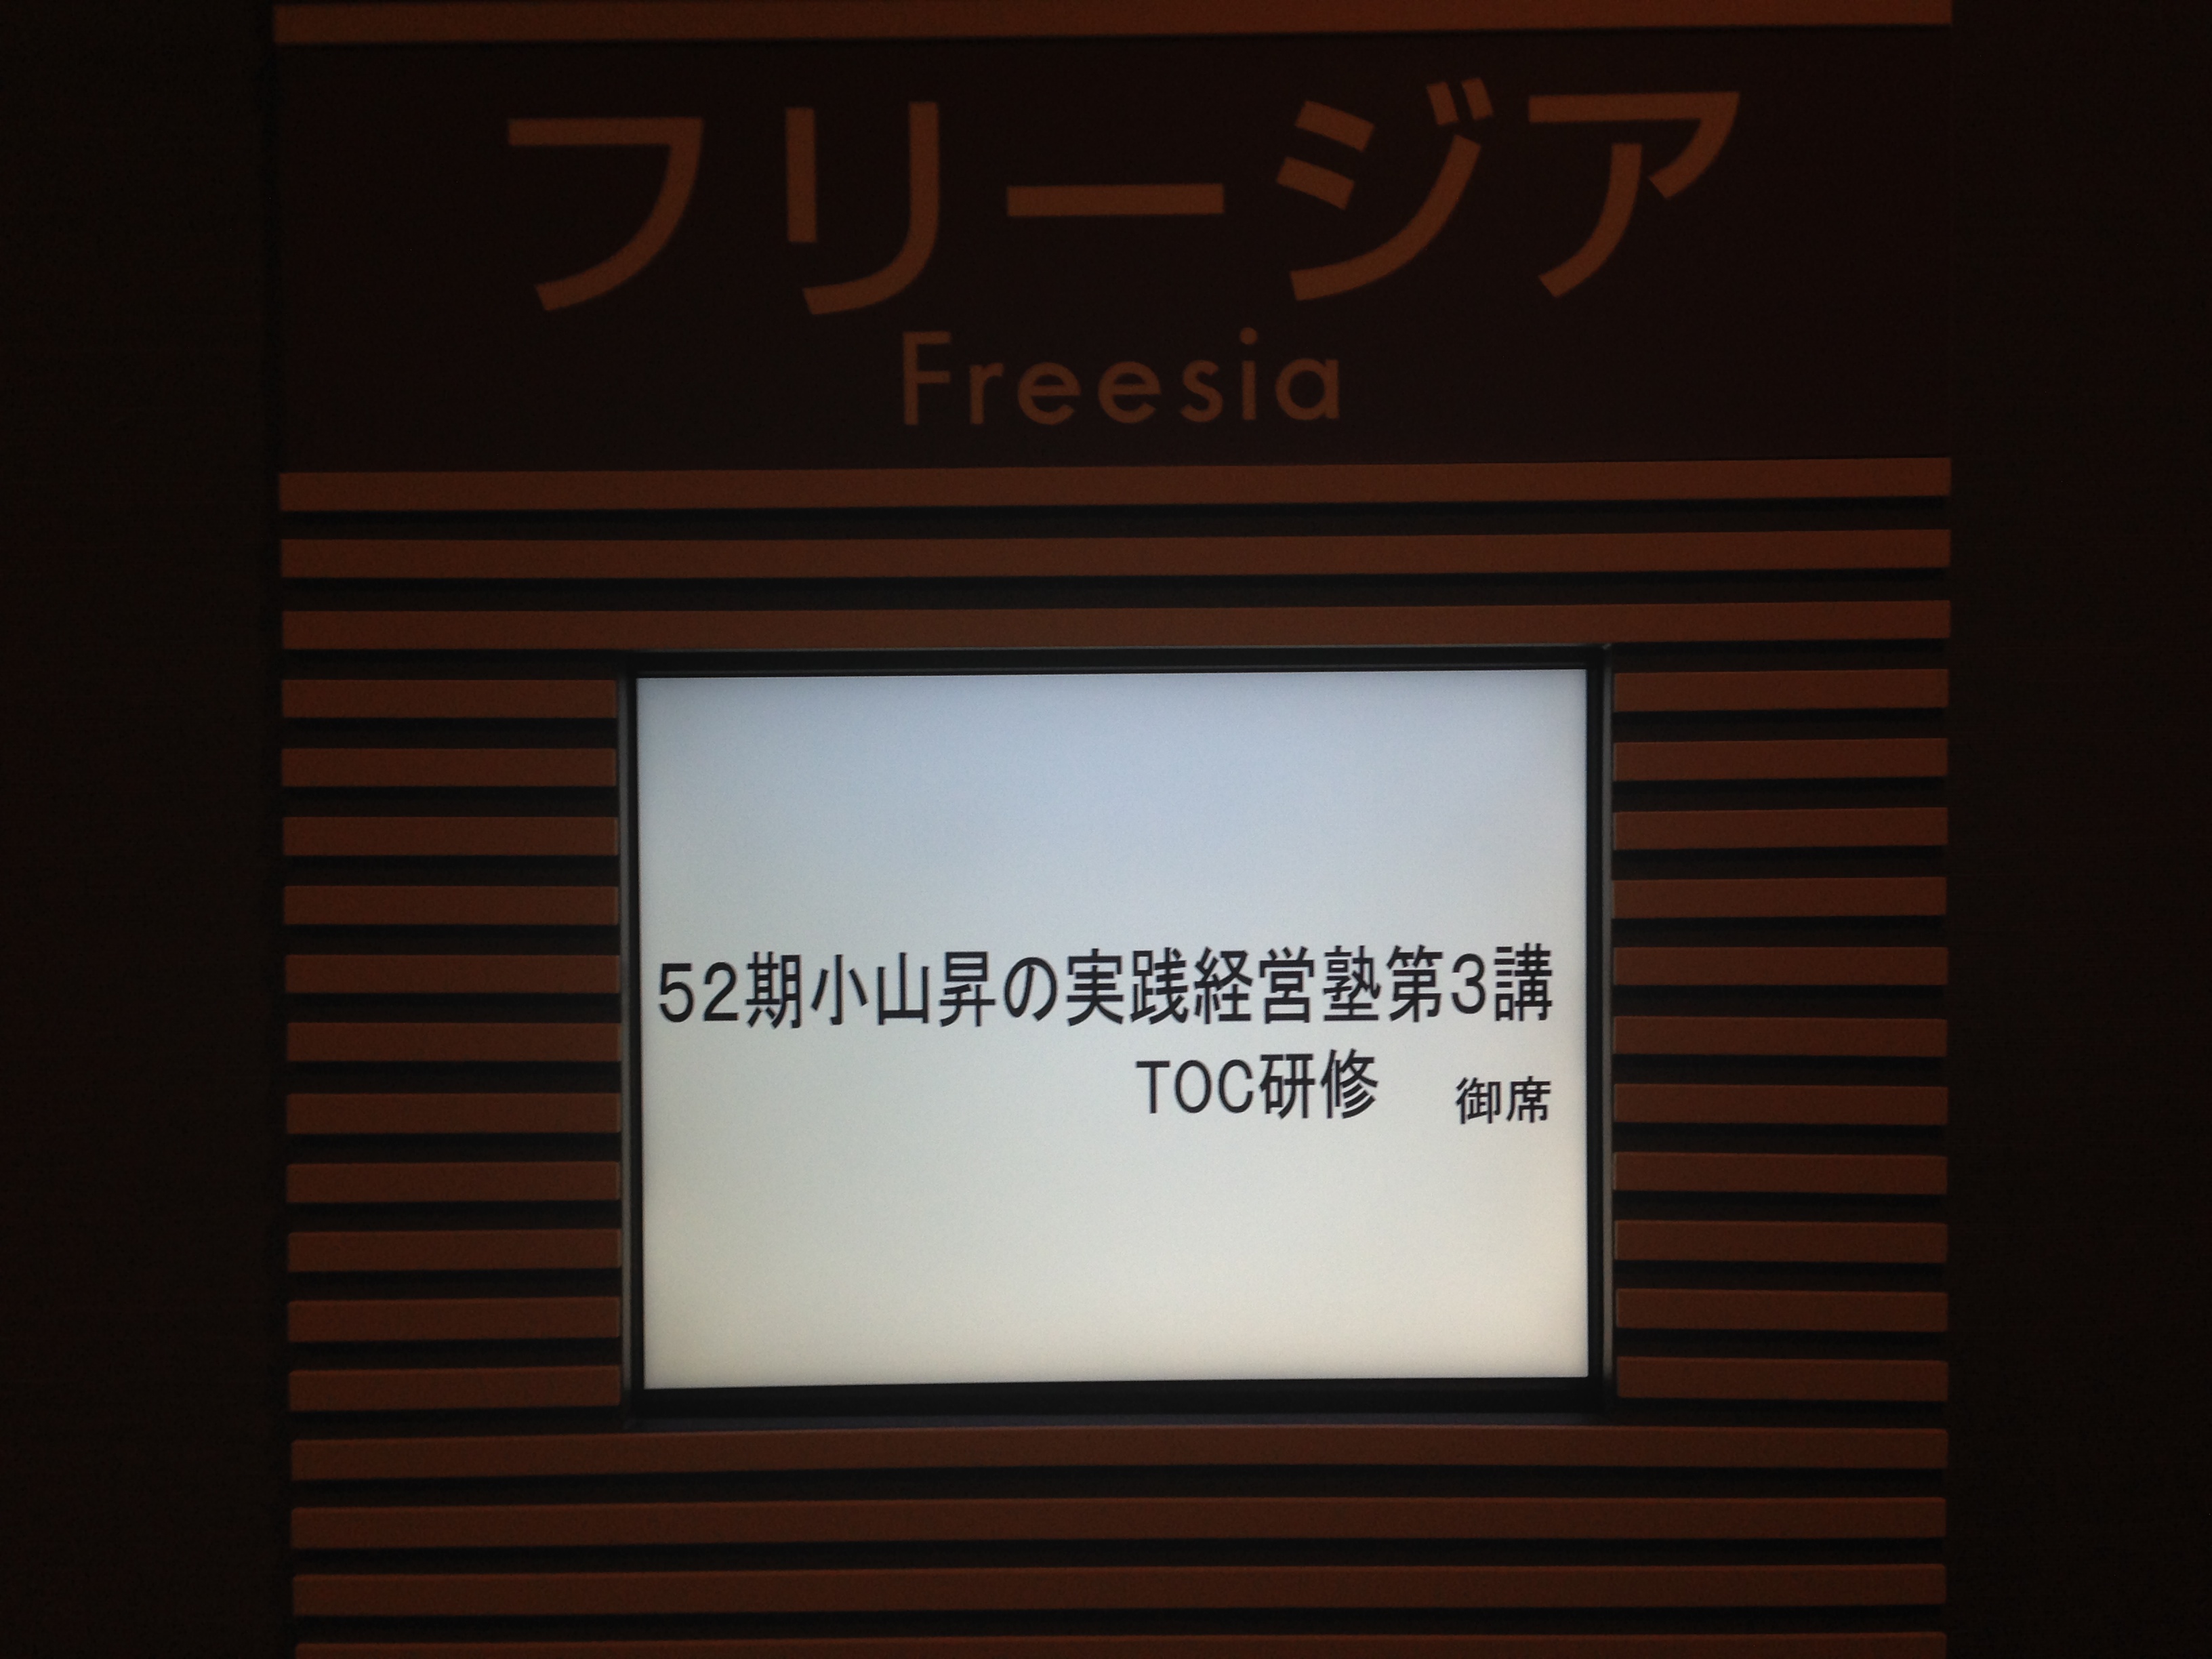 フリージア
Freesia
52期小山昇の実践経営塾第3講
TOC研修　御席